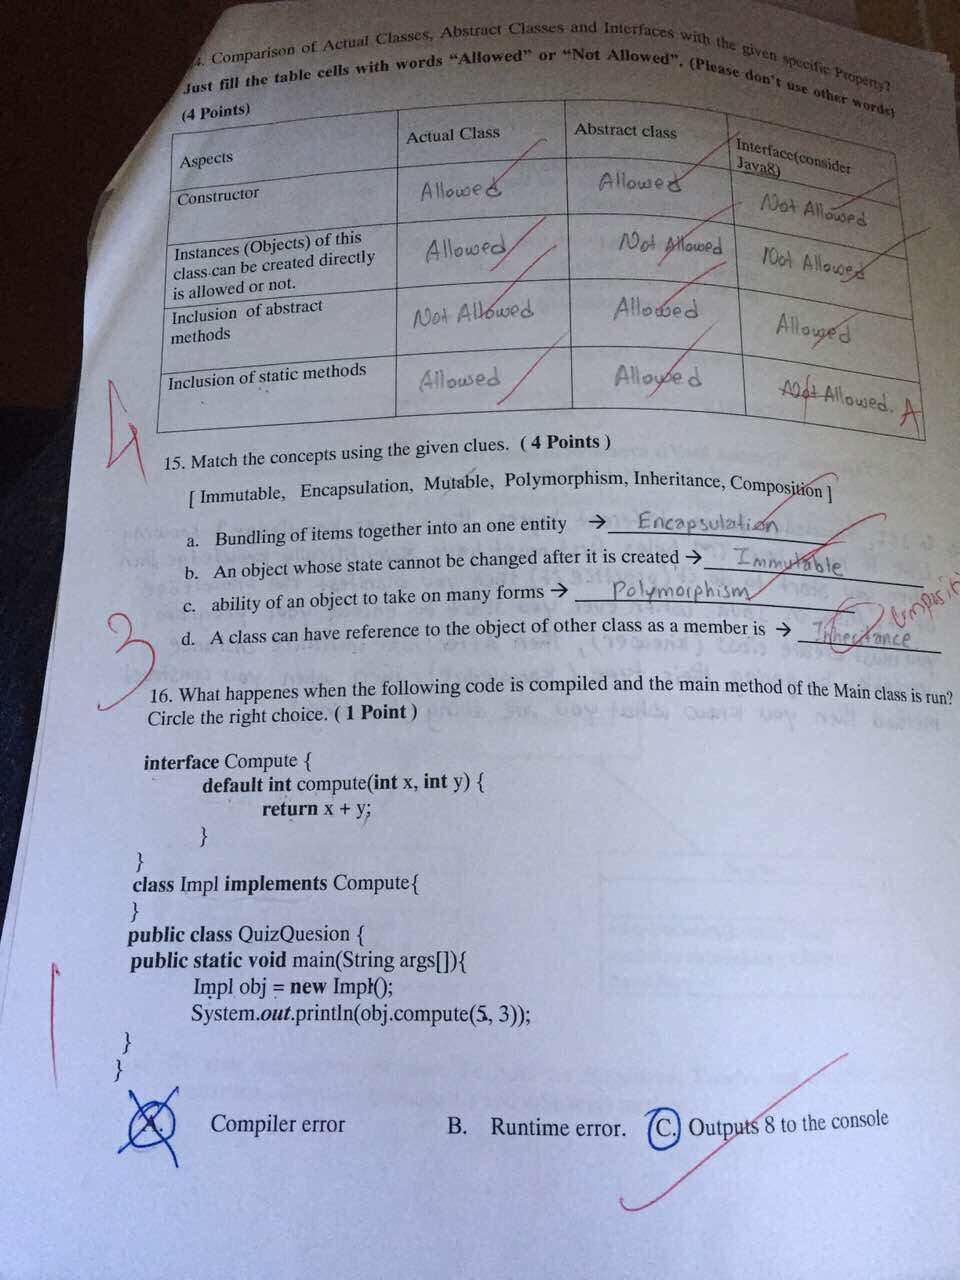 4. Comparison of Actual Classes, Abstract Classes and Interfaces with the given specific Property?
Just fill the table cells with words “Allowed” or “Not Allowed”. (Please don't use other words)
(4 Points)
Aspects Actual Class Abstract class Interface(consider Java8)
Constructor Allowed Allowed Not Allowed
Instances (Objects) of this
class can be created directly
is allowed or not.
Allowed Not Allowed Not Allowed
Inclusion of abstract
methods
Not Allowed Allowed Allowed
Inclusion of static methods Allowed Allowed Not Allowed. A
4
15. Match the concepts using the given clues. ( 4 Points )
[ Immutable, Encapsulation, Mutable, Polymorphism, Inheritance, Composition ]
a. Bundling of items together into an one entity → Encapsulation
b. An object whose state cannot be changed after it is created → Immutable
c. ability of an object to take on many forms → Polymorphism
d. A class can have reference to the object of other class as a member is → Inheritance
3
16. What happenes when the following code is compiled and the main method of the Main class is run?
Circle the right choice. ( 1 Point )
interface Compute {
default int compute(int x, int y) {
return x + y;
}
}
class Impl implements Compute{
}
public class QuizQuesion {
public static void main(String args[]){
Impl obj = new Impl();
System.out.println(obj.compute(5, 3));
}
}
1
A. Compiler error B. Runtime error. C. Outputs 8 to the console